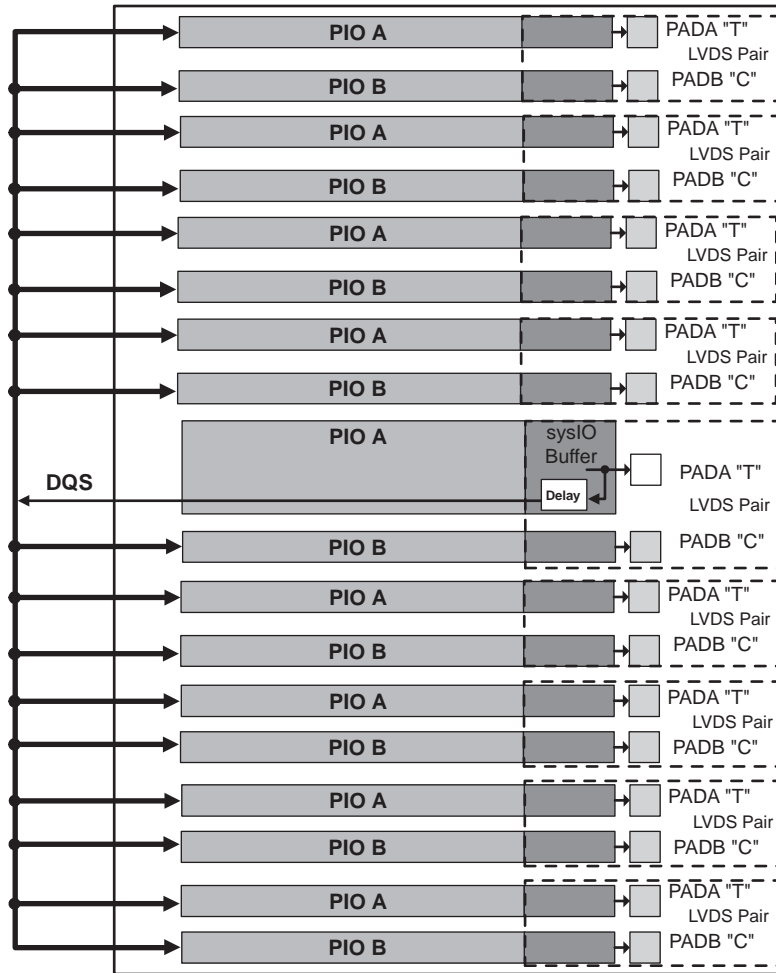 PIO A
PADA "T"
LVDS Pair
PIO B
PADB "C"
PIO A
PADA "T"
LVDS Pair
PIO B
PADB "C"
PIO A
PADA "T"
LVDS Pair
PIO B
PADB "C"
PIO A
PADA "T"
LVDS Pair
PIO B
PADB "C"
PIO A
sysIO
Buffer
PADA "T"
DQS
Delay
LVDS Pair
PIO B
PADB "C"
PIO A
PADA "T"
LVDS Pair
PIO B
PADB "C"
PIO A
PADA "T"
LVDS Pair
PIO B
PADB "C"
PIO A
PADA "T"
LVDS Pair
PIO B
PADB "C"
PIO A
PADA "T"
LVDS Pair
PIO B
PADB "C"